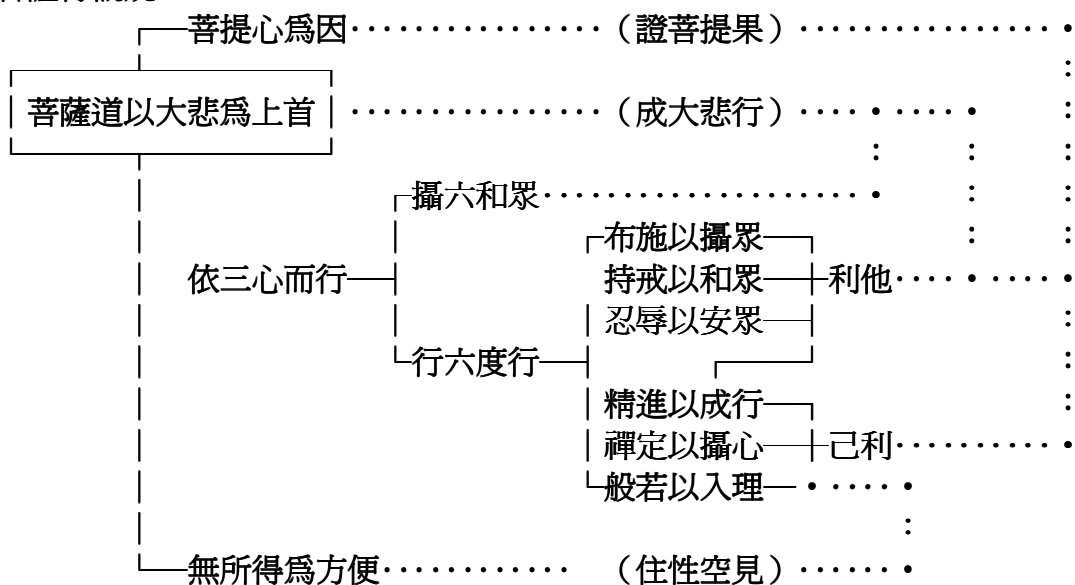 菩提心爲因（證菩提果）
菩薩道以大悲爲上首（成大悲行）
攝六和眾
布施以攝眾
依三心而行 持戒以和眾 利他
忍辱以安眾
行六度行
精進以成行
禪定以攝心 己利
般若以入理
無所得爲方便（住性空見）